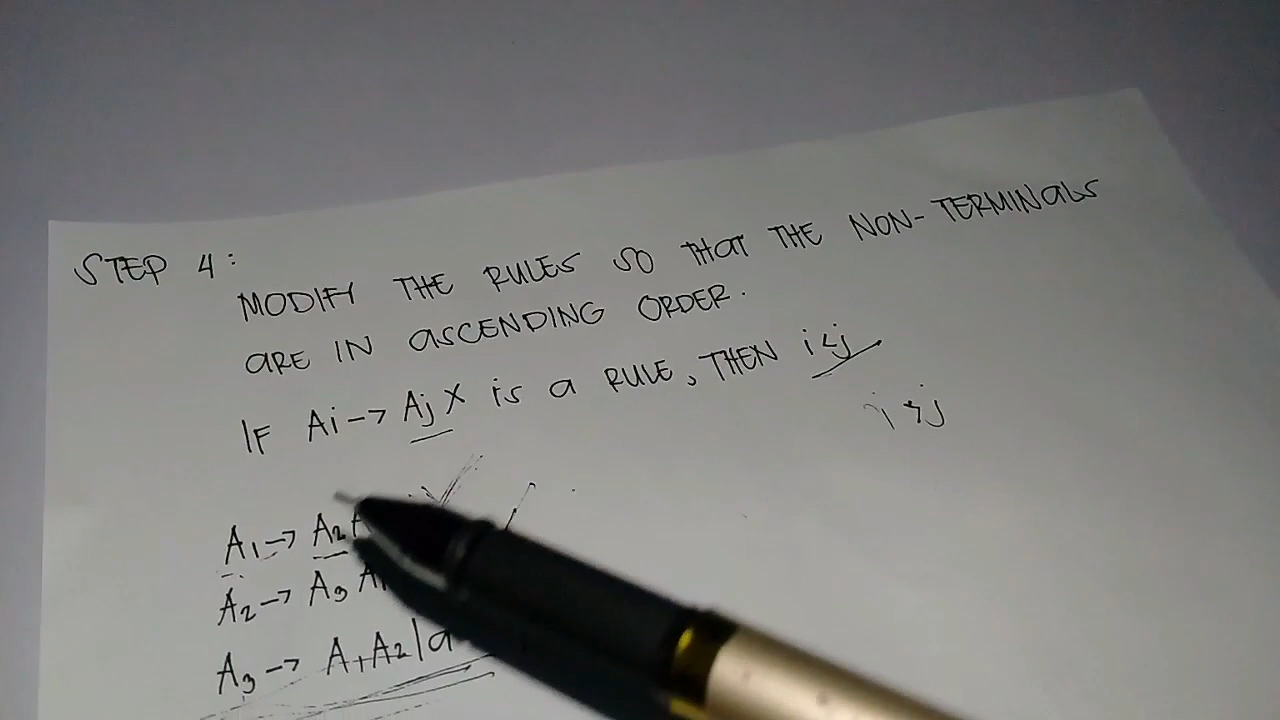 STEP 4:
MODIFY THE RULES SO THAT THE NON-TERMINALS
ARE IN ASCENDING ORDER.
IF Ai → Aj X is a RULE, THEN i<j
A1 → A2
A2 → A3 A1
A3 → A1A2|a